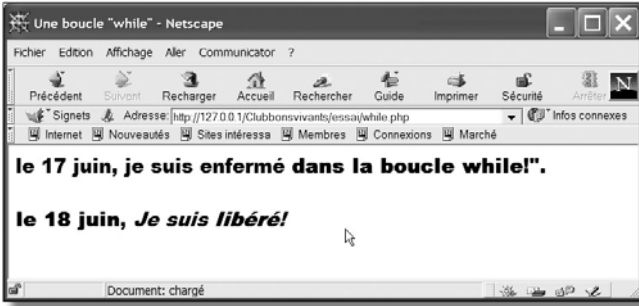 Une boucle "while" - Netscape
Fichier Edition Affichage Aller Communicator ?
Précédent Suivant Recharger Accueil Rechercher Guide Imprimer Sécurité Arrêter N
Signets Adresse: http://127.0.0.1/Clubbonsvivants/essai/while.php Infos connexes
Internet Nouveautés Sites intéressa Membres Connexions Marché
le 17 juin, je suis enfermé dans la boucle while!".
le 18 juin, Je suis libéré!
Document: chargé